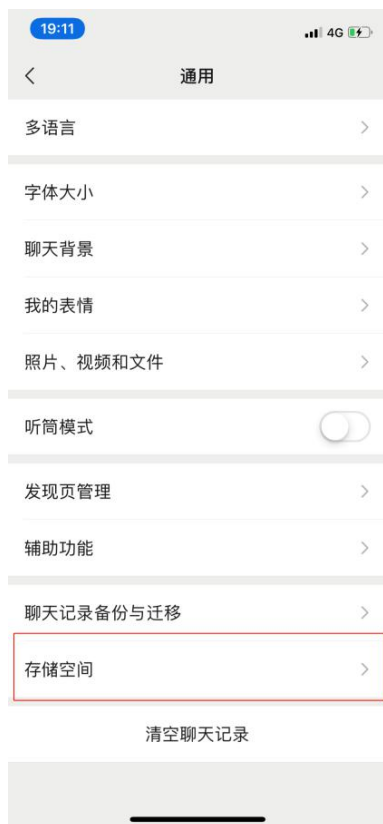 19:11
4G
通用
多语言
字体大小
聊天背景
我的表情
照片、视频和文件
听筒模式
发现页管理
辅助功能
聊天记录备份与迁移
存储空间
清空聊天记录